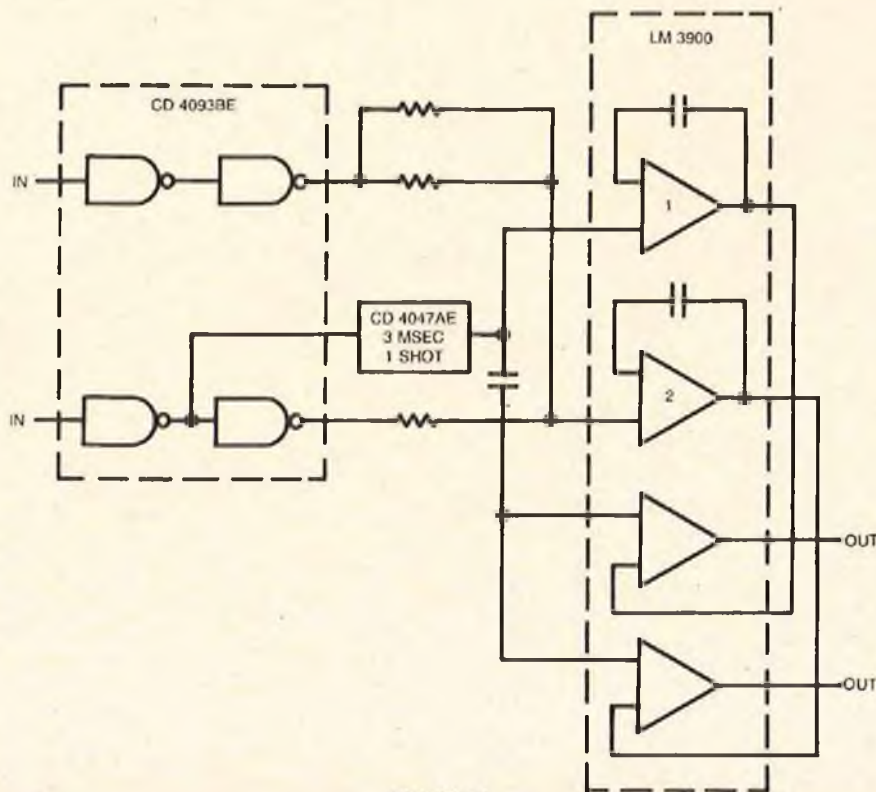 LM 3900
CD 4093BE
IN
1
CD 4047AE
3 MSEC
1 SHOT
2
IN
OUT
OUT